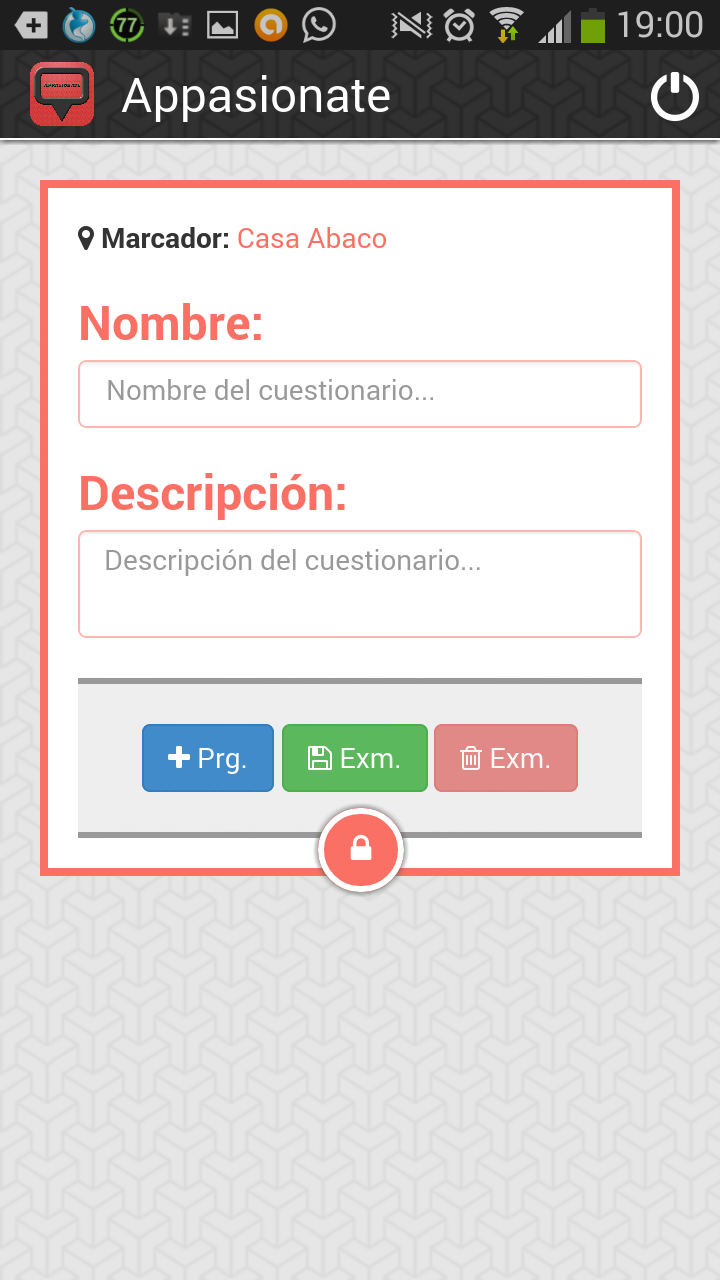 77
19:00
Appasionate
Marcador: Casa Abaco
Nombre:
Nombre del cuestionario...
Descripción:
Descripción del cuestionario...
Prg.
Exm.
Exm.